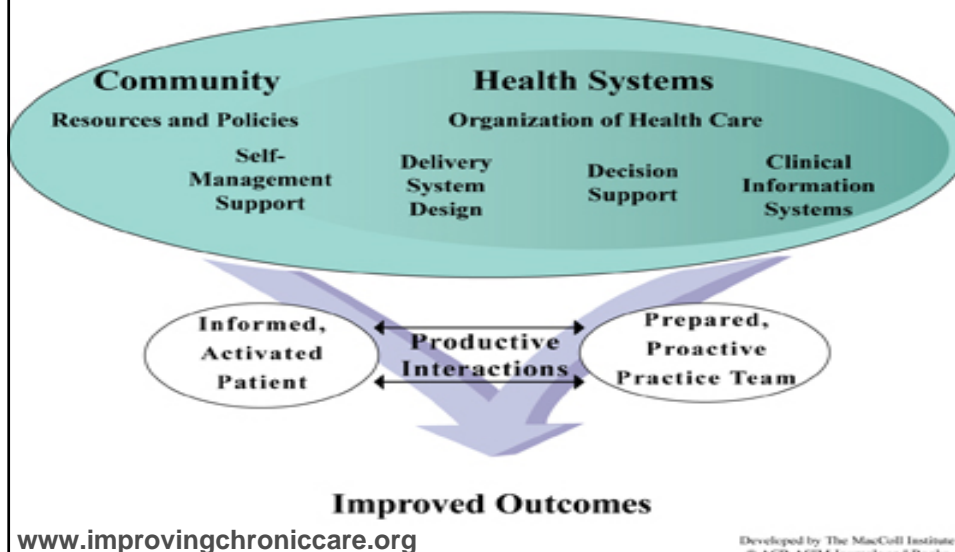 Community
Resources and Policies
Health Systems
Organization of Health Care
Self-
Management
Support
Delivery
System
Design
Decision
Support
Clinical
Information
Systems
Informed,
Activated
Patient
Productive
Interactions
Prepared,
Proactive
Practice Team
Improved Outcomes
www.improvingchroniccare.org
Developed by The MacColl Institute